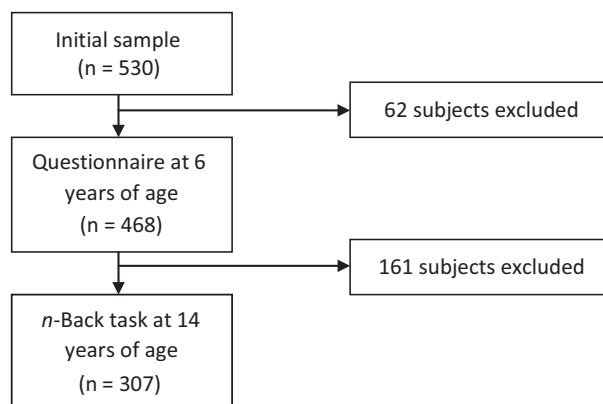 Initial sample
(n = 530)
62 subjects excluded
Questionnaire at 6
years of age
(n = 468)
161 subjects excluded
n-Back task at 14
years of age
(n = 307)